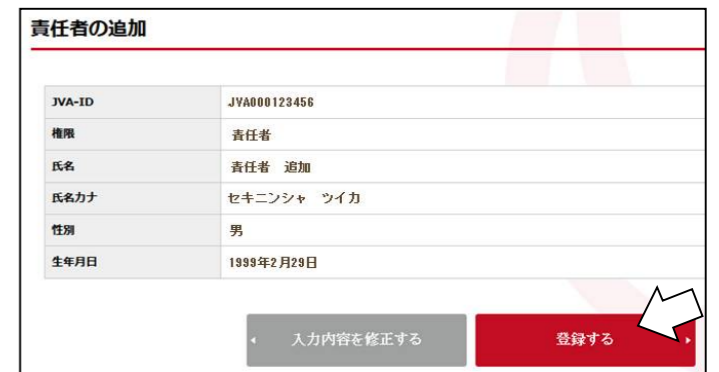 責任者の追加
JVA-ID JVA000123456
権限 責任者
氏名 責任者 追加
氏名カナ セキニンシャ ツイカ
性別 男
生年月日 1999年2月29日
入力内容を修正する 登録する